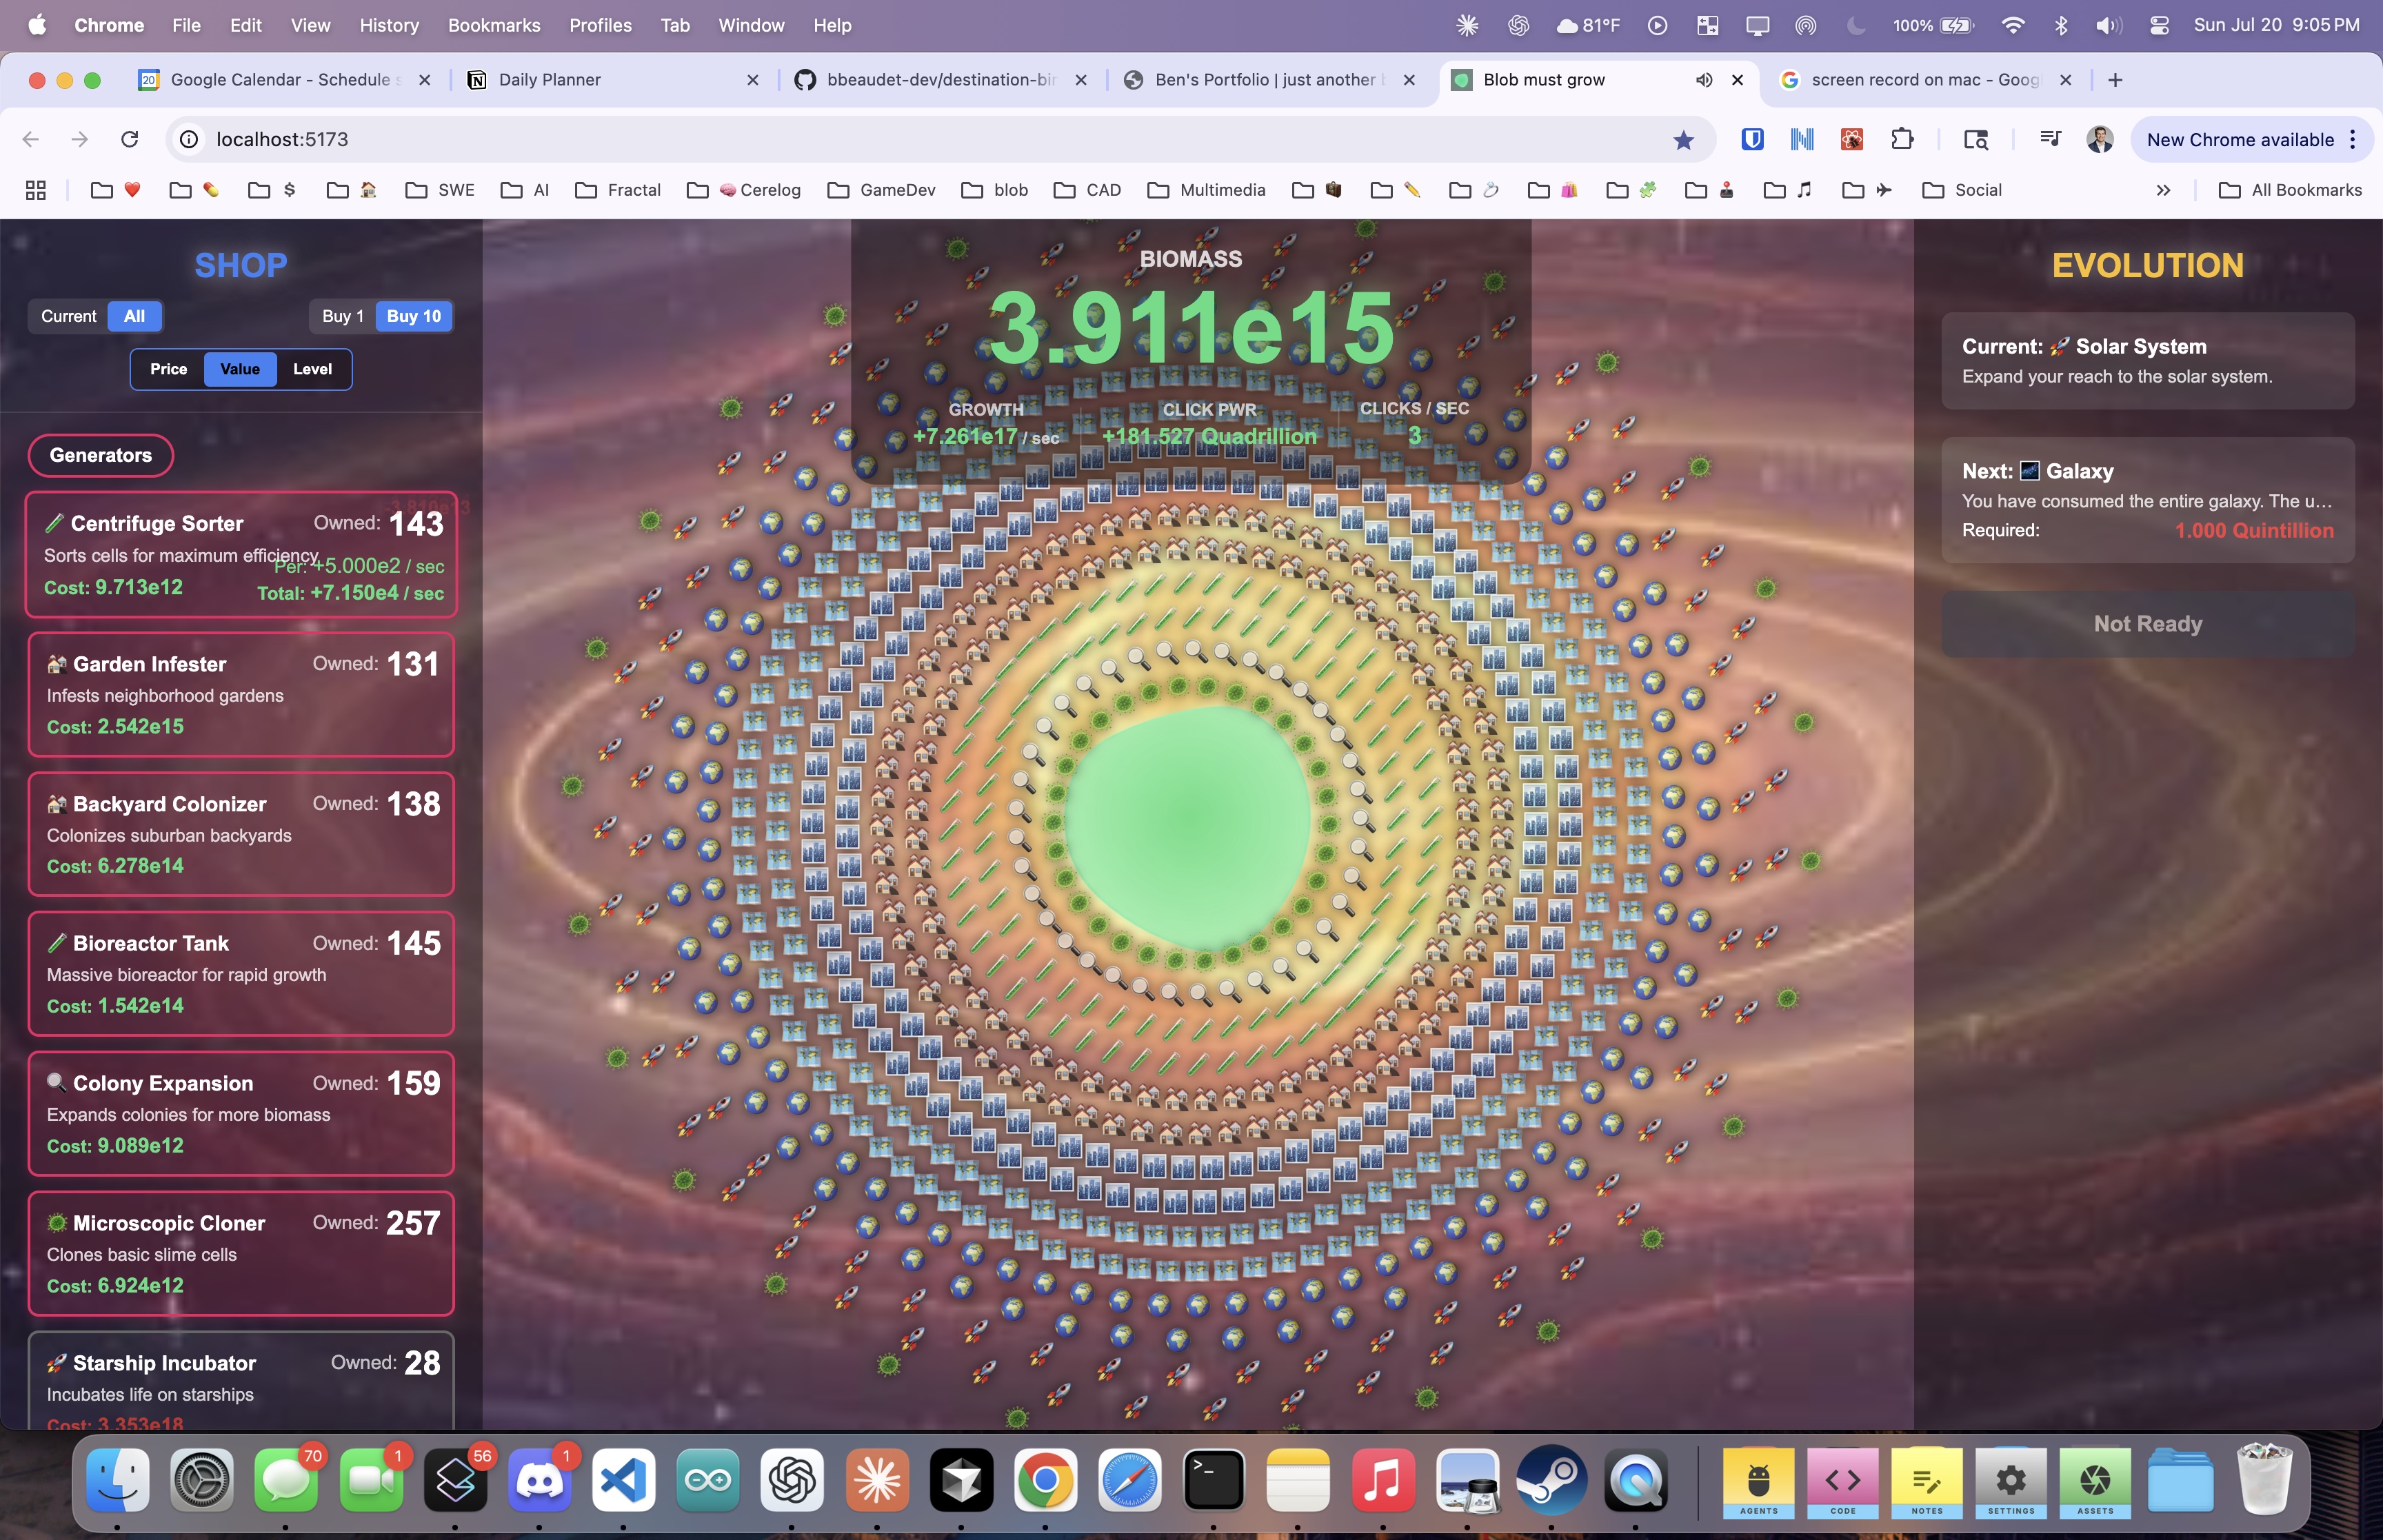 Chrome File Edit View History Bookmarks Profiles Tab Window Help 81°F 100% Sun Jul 20 9:05 PM
20 Google Calendar - Schedule s Daily Planner bbeaudet-dev/destination-bir Ben's Portfolio | just another b Blob must grow screen record on mac - Goog
localhost:5173 New Chrome available
$ SWE AI Fractal Cerelog GameDev blob CAD Multimedia Social All Bookmarks
SHOP
Current All Buy 1 Buy 10
Price Value Level
Generators
Centrifuge Sorter Owned: 143
Sorts cells for maximum efficiency
Per: +5.000e2 / sec
Cost: 9.713e12 Total: +7.150e4 / sec
Garden Infester Owned: 131
Infests neighborhood gardens
Cost: 2.542e15
Backyard Colonizer Owned: 138
Colonizes suburban backyards
Cost: 6.278e14
Bioreactor Tank Owned: 145
Massive bioreactor for rapid growth
Cost: 1.542e14
Colony Expansion Owned: 159
Expands colonies for more biomass
Cost: 9.089e12
Microscopic Cloner Owned: 257
Clones basic slime cells
Cost: 6.924e12
Starship Incubator Owned: 28
Incubates life on starships
Cost: 3.353e18
BIOMASS
3.911e15
GROWTH CLICK PWR CLICKS / SEC
+7.261e17 / sec +181.527 Quadrillion 3
EVOLUTION
Current: Solar System
Expand your reach to the solar system.
Next: Galaxy
You have consumed the entire galaxy. The u...
Required: 1.000 Quintillion
Not Ready
70 1 56 1
AGENTS CODE NOTES SETTINGS ASSETS